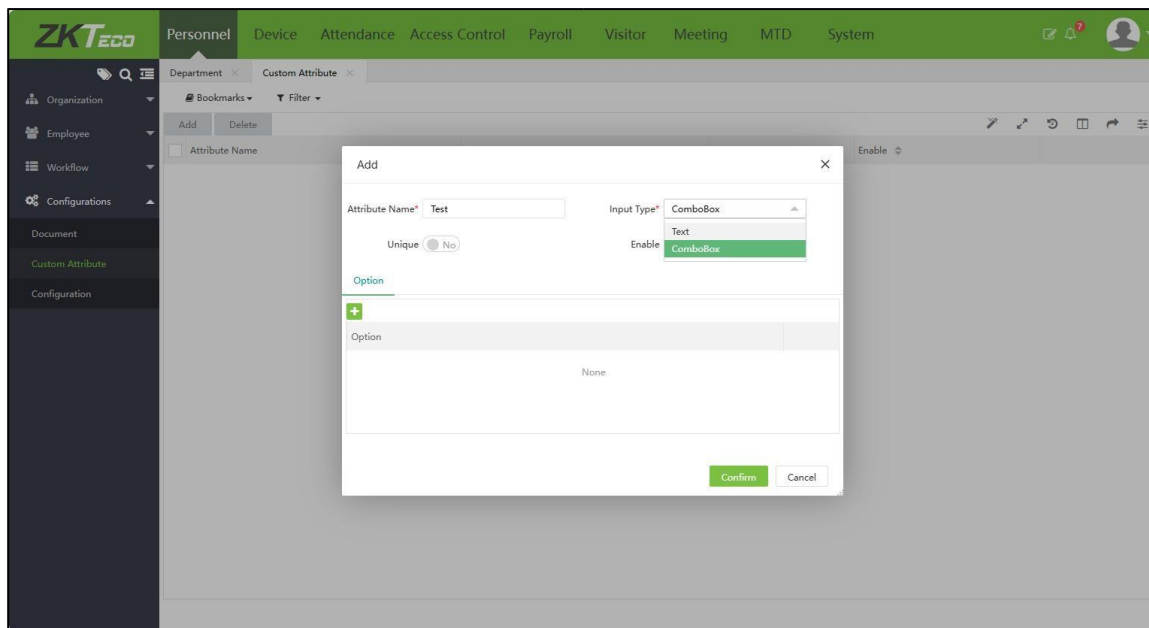 ZKTeco Personnel Device Attendance Access Control Payroll Visitor Meeting MTD System 7
Department Custom Attribute
Organization Bookmarks Filter
Employee Add Delete
Attribute Name Enable
Workflow
Configurations
Document
Custom Attribute
Configuration
Add
Attribute Name* Test Input Type* ComboBox
Text
Unique No Enable ComboBox
Option
Option
None
Confirm Cancel